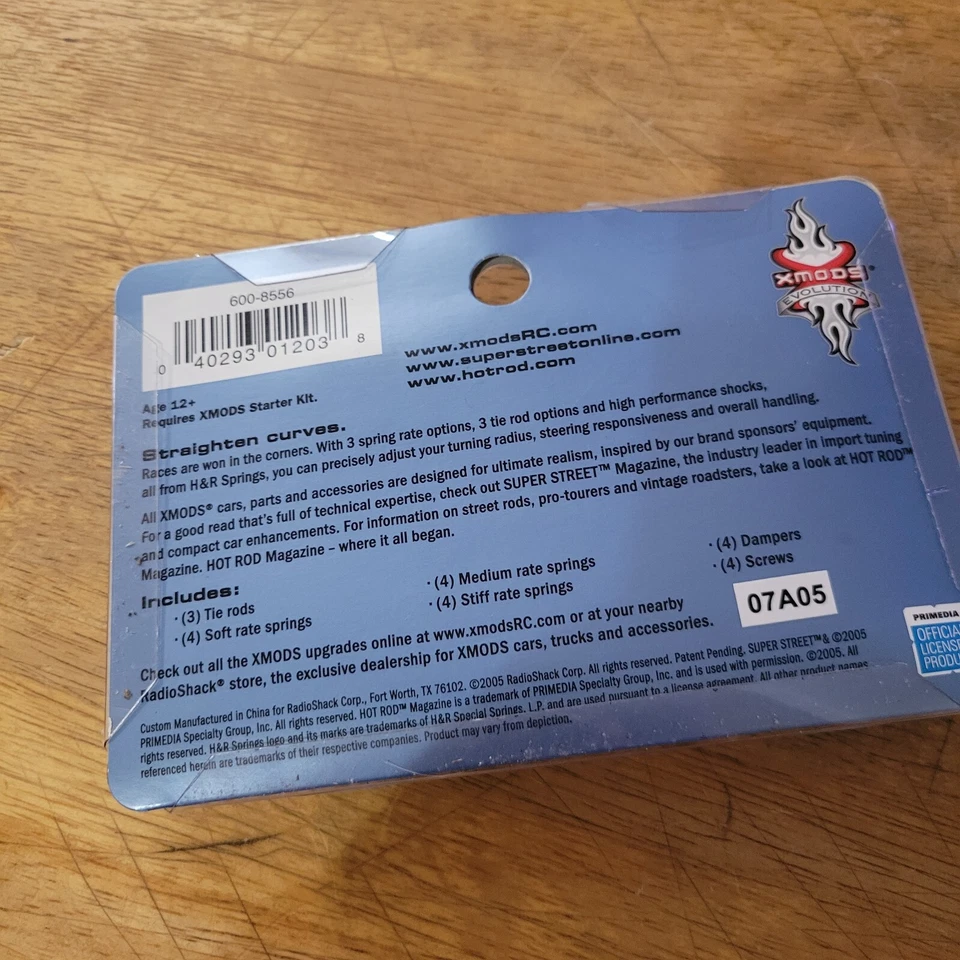 600-8556
0 40293 01203 8
XMODS®
EVOLUTION
www.xmodsRC.com
www.superstreetonline.com
www.hotrod.com
Age 12+
Requires XMODS Starter Kit.
Straighten curves.
Races are won in the corners. With 3 spring rate options, 3 tie rod options and high performance shocks,
all from H&R Springs, you can precisely adjust your turning radius, steering responsiveness and overall handling.
All XMODS® cars, parts and accessories are designed for ultimate realism, inspired by our brand sponsors' equipment.
For a good read that's full of technical expertise, check out SUPER STREET™ Magazine, the industry leader in import tuning
and compact car enhancements. For information on street rods, pro-tourers and vintage roadsters, take a look at HOT ROD™
Magazine. HOT ROD Magazine – where it all began.
Includes:
· (3) Tie rods
· (4) Soft rate springs
· (4) Medium rate springs
· (4) Stiff rate springs
· (4) Dampers
· (4) Screws
07A05
Check out all the XMODS upgrades online at www.xmodsRC.com or at your nearby
RadioShack® store, the exclusive dealership for XMODS cars, trucks and accessories.
PRIMEDIA
OFFICIAL
LICENS
PRODU
Custom Manufactured in China for RadioShack Corp., Fort Worth, TX 76102. ©2005 RadioShack Corp. All rights reserved. Patent Pending. SUPER STREET™& ©2005
PRIMEDIA Specialty Group, Inc. All rights reserved. HOT ROD™ Magazine is a trademark of PRIMEDIA Specialty Group, Inc. and is used with permission. ©2005. All
rights reserved. H&R Springs logo and its marks are trademarks of H&R Special Springs. L.P. and are used pursuant to a license agreement. All other product names
referenced herein are trademarks of their respective companies. Product may vary from depiction.